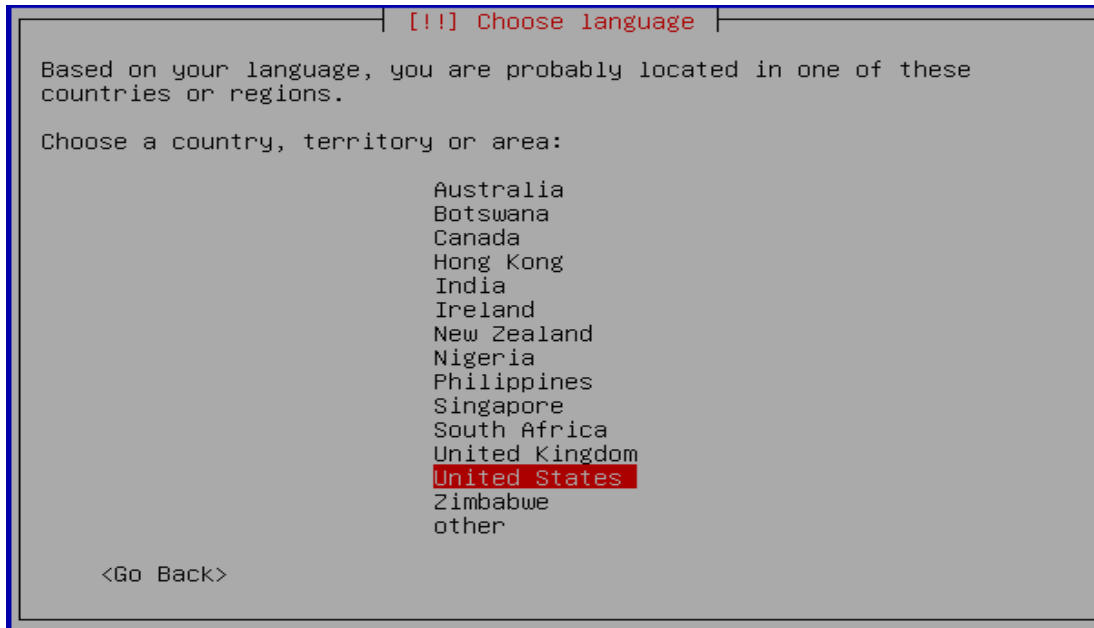 [!!] Choose language
Based on your language, you are probably located in one of these
countries or regions.
Choose a country, territory or area:
Australia
Botswana
Canada
Hong Kong
India
Ireland
New Zealand
Nigeria
Philippines
Singapore
South Africa
United Kingdom
United States
Zimbabwe
other
<Go Back>